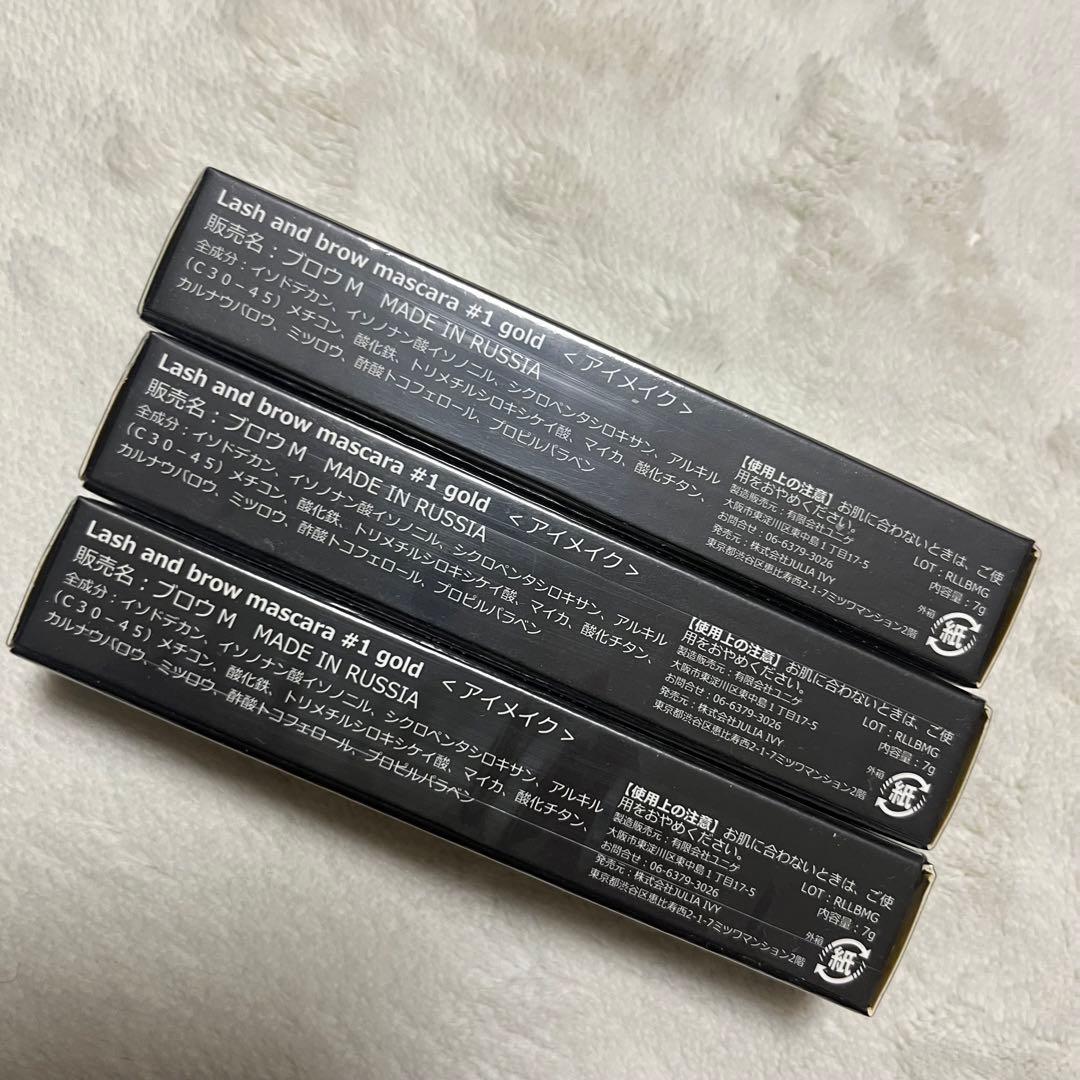 Lash and brow mascara #1 gold <アイメイク>
販売名：ブロウM MADE IN RUSSIA
全成分：イソドデカン、イソノナン酸イソノニル、シクロペンタシロキサン、アルキル
（C30－45）メチコン、酸化鉄、トリメチルシロキシケイ酸、マイカ、酸化チタン、
カルナウバロウ、ミツロウ、酢酸トコフェロール、プロピルパラベン
【使用上の注意】お肌に合わないときは、ご使
用をおやめください。
製造販売元：有限会社ユニゲ
LOT：RLLBMG
大阪市東淀川区東中島1丁目17-5
内容量：7g
お問合せ：06-6379-3026
発売元：株式会社JULIA IVY
東京都渋谷区恵比寿西2-1-7ミツワマンション2階
外箱
紙
Lash and brow mascara #1 gold <アイメイク>
販売名：ブロウM MADE IN RUSSIA
全成分：イソドデカン、イソノナン酸イソノニル、シクロペンタシロキサン、アルキル
（C30－45）メチコン、酸化鉄、トリメチルシロキシケイ酸、マイカ、酸化チタン、
カルナウバロウ、ミツロウ、酢酸トコフェロール、プロピルパラベン
【使用上の注意】お肌に合わないときは、ご使
用をおやめください。
製造販売元：有限会社ユニゲ
LOT：RLLBMG
大阪市東淀川区東中島1丁目17-5
内容量：7g
お問合せ：06-6379-3026
発売元：株式会社JULIA IVY
東京都渋谷区恵比寿西2-1-7ミツワマンション2階
外箱
紙
Lash and brow mascara #1 gold <アイメイク>
販売名：ブロウM MADE IN RUSSIA
全成分：イソドデカン、イソノナン酸イソノニル、シクロペンタシロキサン、アルキル
（C30－45）メチコン、酸化鉄、トリメチルシロキシケイ酸、マイカ、酸化チタン、
カルナウバロウ、ミツロウ、酢酸トコフェロール、プロピルパラベン
【使用上の注意】お肌に合わないときは、ご使
用をおやめください。
製造販売元：有限会社ユニゲ
LOT：RLLBMG
大阪市東淀川区東中島1丁目17-5
内容量：7g
お問合せ：06-6379-3026
発売元：株式会社JULIA IVY
東京都渋谷区恵比寿西2-1-7ミツワマンション2階
外箱
紙